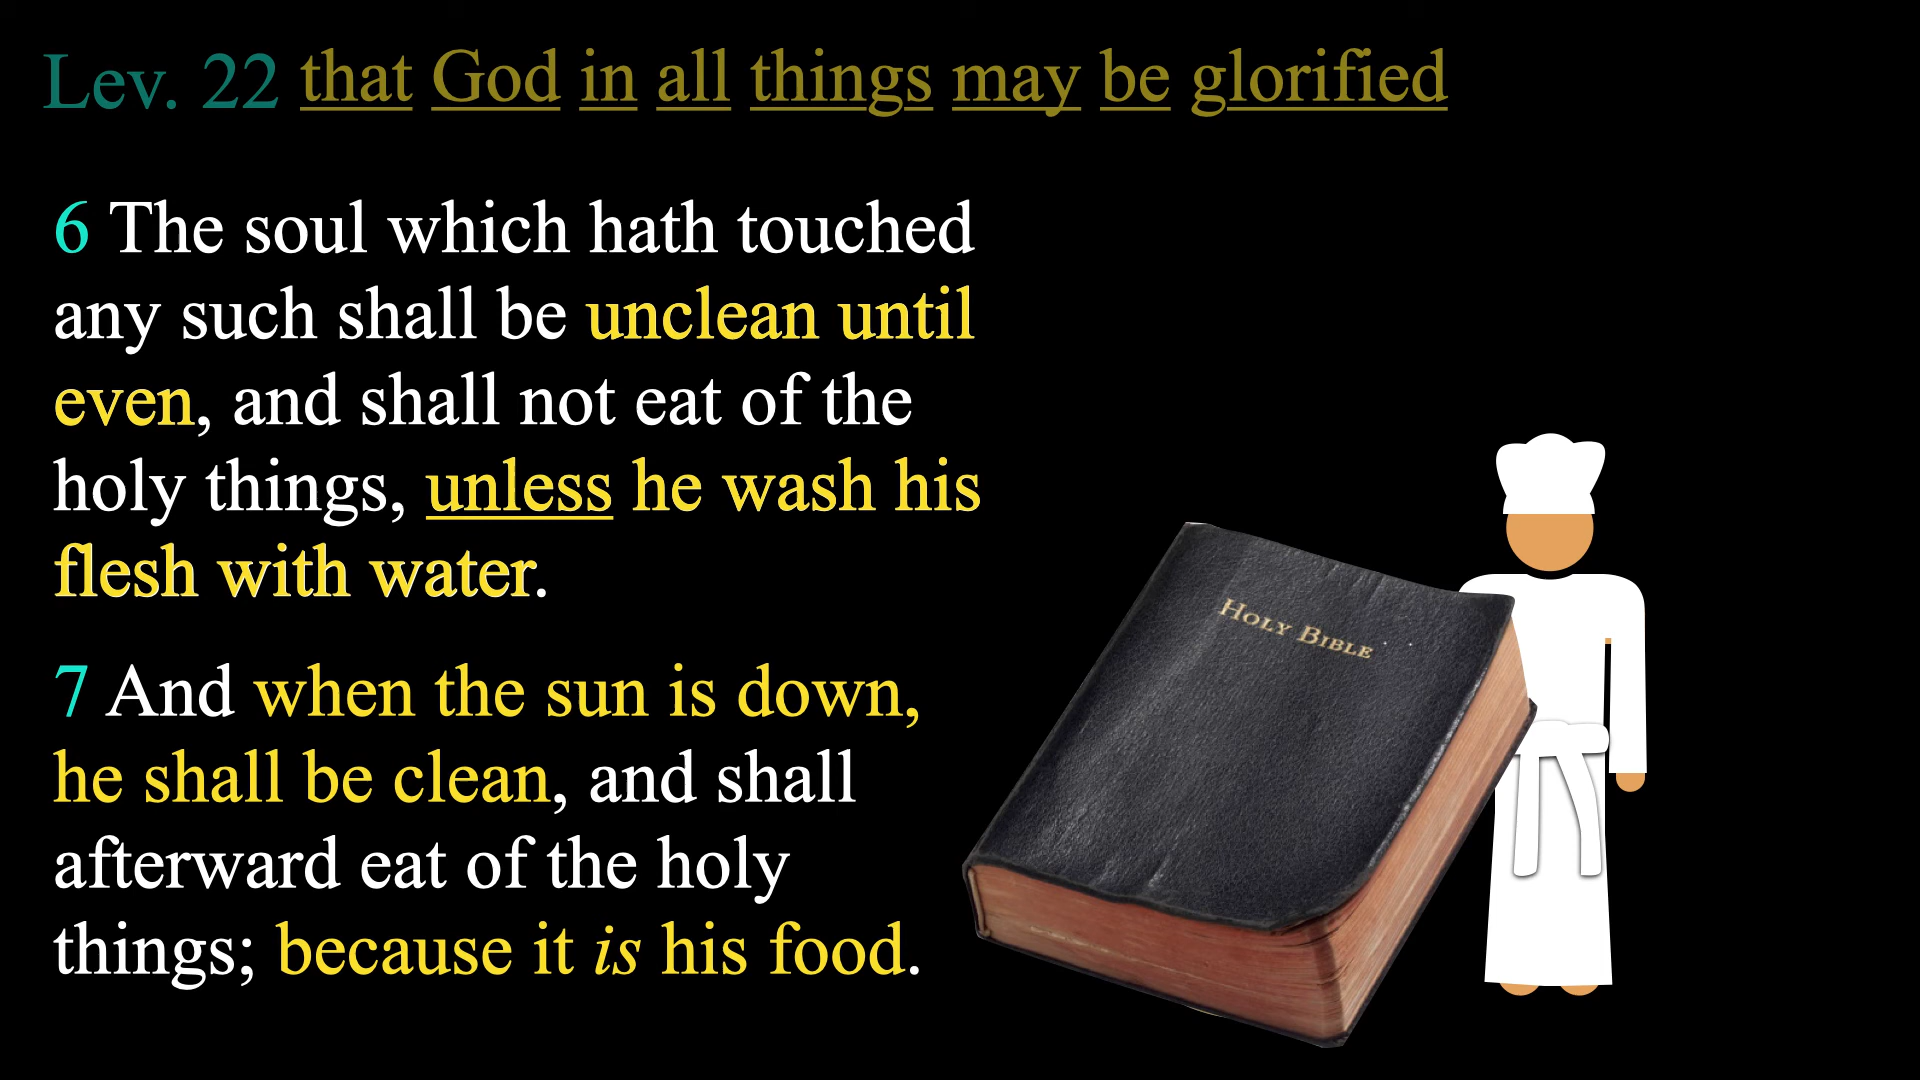 Lev. 22 that God in all things may be glorified
6 The soul which hath touched
any such shall be unclean until
even, and shall not eat of the
holy things, unless he wash his
flesh with water.
7 And when the sun is down,
he shall be clean, and shall
afterward eat of the holy
things; because it is his food.
HOLY BIBLE